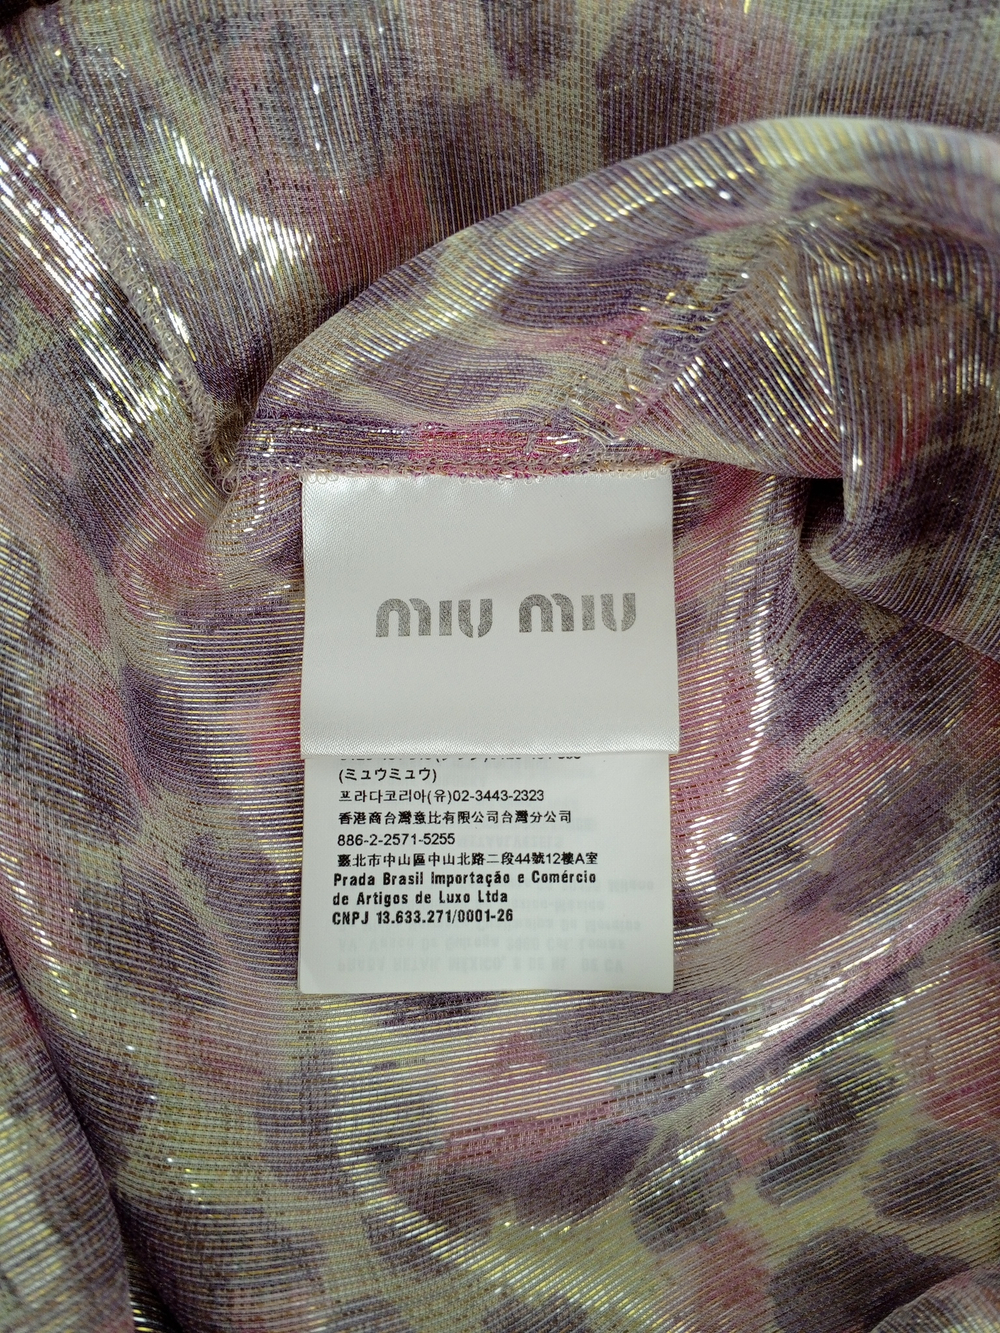 miu miu
(ミュウミュウ)
프라다코리아(유)02-3443-2323
香港商台灣意比有限公司台灣分公司
886-2-2571-5255
臺北市中山區中山北路二段44號12樓A室
Prada Brasil Importação e Comércio
de Artigos de Luxo Ltda
CNPJ 13.633.271/0001-26